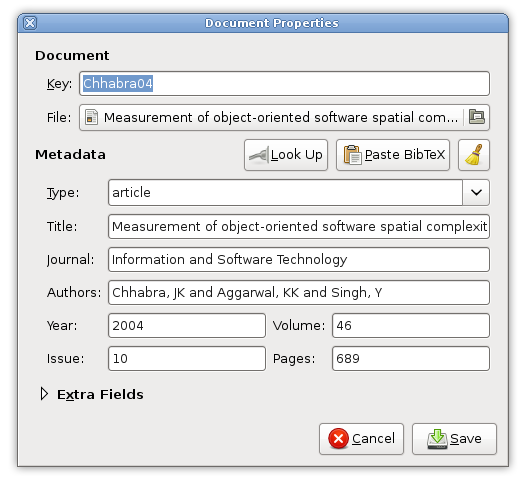 Document Properties
Document
Key: Chhabra04
File: Measurement of object-oriented software spatial com...
Metadata Look Up Paste BibTeX
Type: article
Title: Measurement of object-oriented software spatial complexit
Journal: Information and Software Technology
Authors: Chhabra, JK and Aggarwal, KK and Singh, Y
Year: 2004 Volume: 46
Issue: 10 Pages: 689
Extra Fields
Cancel Save